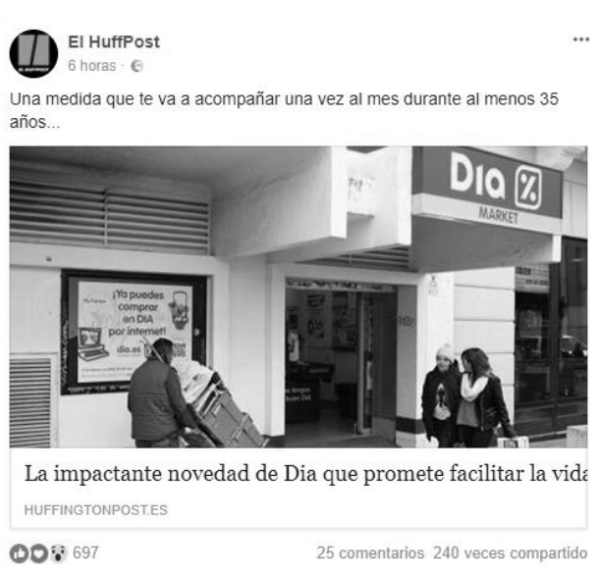 El HuffPost
6 horas ·
Una medida que te va a acompañar una vez al mes durante al menos 35
años...
Dia %
MARKET
¡Ya puedes
comprar
en DIA
por internet!
dia.es
La impactante novedad de Dia que promete facilitar la vida
HUFFINGTONPOST.ES
697
25 comentarios 240 veces compartido